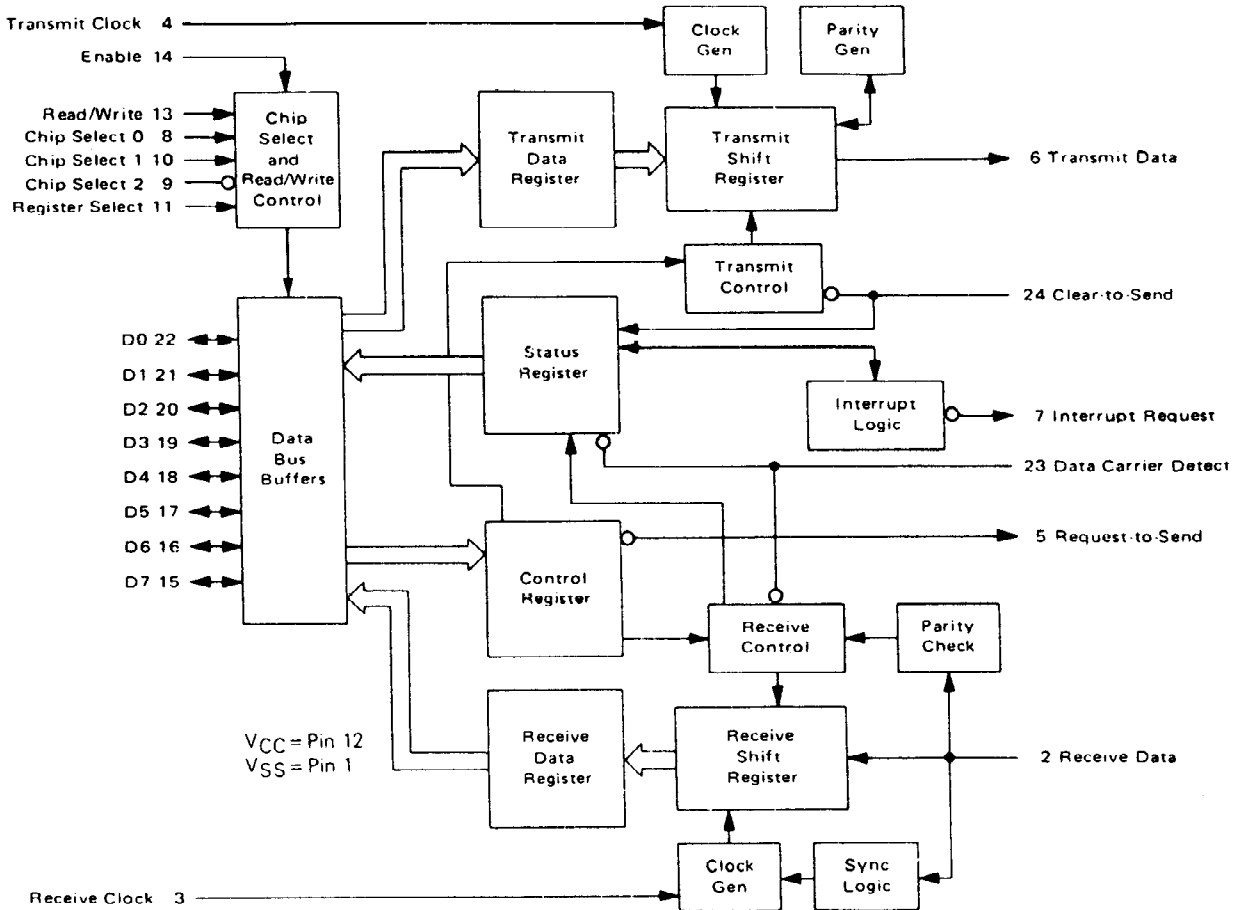 Transmit Clock 4
Enable 14
Read/Write 13
Chip Select 0 8
Chip Select 1 10
Chip Select 2 9
Register Select 11
Chip
Select
and
Read/Write
Control
Clock
Gen
Parity
Gen
Transmit
Data
Register
Transmit
Shift
Register
6 Transmit Data
Transmit
Control
24 Clear-to-Send
D0 22
D1 21
D2 20
D3 19
D4 18
D5 17
D6 16
D7 15
Data
Bus
Buffers
Status
Register
Interrupt
Logic
7 Interrupt Request
23 Data Carrier Detect
5 Request-to-Send
Control
Register
Receive
Control
Parity
Check
VCC = Pin 12
VSS = Pin 1
Receive
Data
Register
Receive
Shift
Register
2 Receive Data
Receive Clock 3
Clock
Gen
Sync
Logic